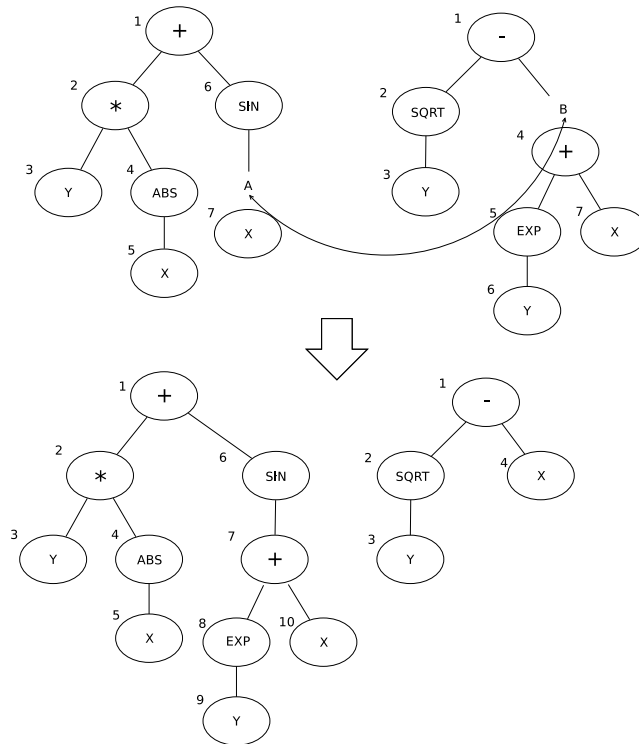 1 + 1 -
2 * 6 SIN 2 SQRT B
4 +
3 Y 4 ABS A 3 Y
7 X 5 EXP 7 X
5 X
6 Y
1 + 1 -
2 * 6 SIN 2 SQRT 4 X
3 Y 4 ABS 7 + 3 Y
5 X 8 EXP 10 X
9 Y